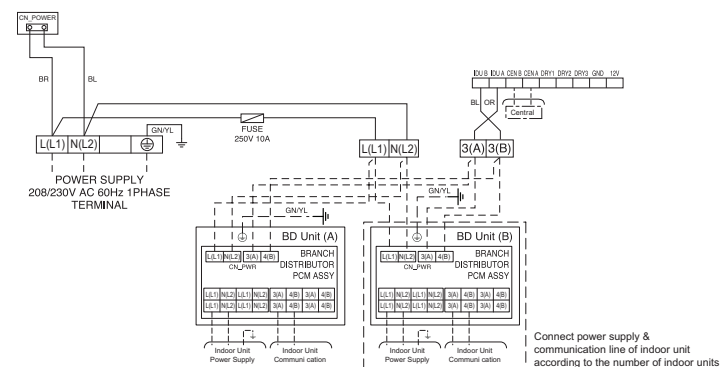 CN_POWER
BR
BL
IDU B IDU A CEN B CEN A DRY1 DRY2 DRY3 GND 12V
BL OR
Central
GN/YL
FUSE
250V 10A
L(L1) N(L2)
L(L1) N(L2)
3(A) 3(B)
POWER SUPPLY
208/230V AC 60Hz 1PHASE
TERMINAL
GN/YL
GN/YL
BD Unit (A)
L(L1) N(L2) 3(A) 4(B)
CN_PWR
BRANCH
DISTRIBUTOR
PCM ASSY
L(L1) N(L2) L(L1) N(L2) 3(A) 4(B) 3(A) 4(B)
L(L1) N(L2) L(L1) N(L2) 3(A) 4(B) 3(A) 4(B)
Indoor Unit
Power Supply
Indoor Unit
Communi cation
BD Unit (B)
L(L1) N(L2) 3(A) 4(B)
CN_PWR
BRANCH
DISTRIBUTOR
PCM ASSY
L(L1) N(L2) L(L1) N(L2) 3(A) 4(B) 3(A) 4(B)
L(L1) N(L2) L(L1) N(L2) 3(A) 4(B) 3(A) 4(B)
Indoor Unit
Power Supply
Indoor Unit
Communi cation
Connect power supply &
communication line of indoor unit
according to the number of indoor units